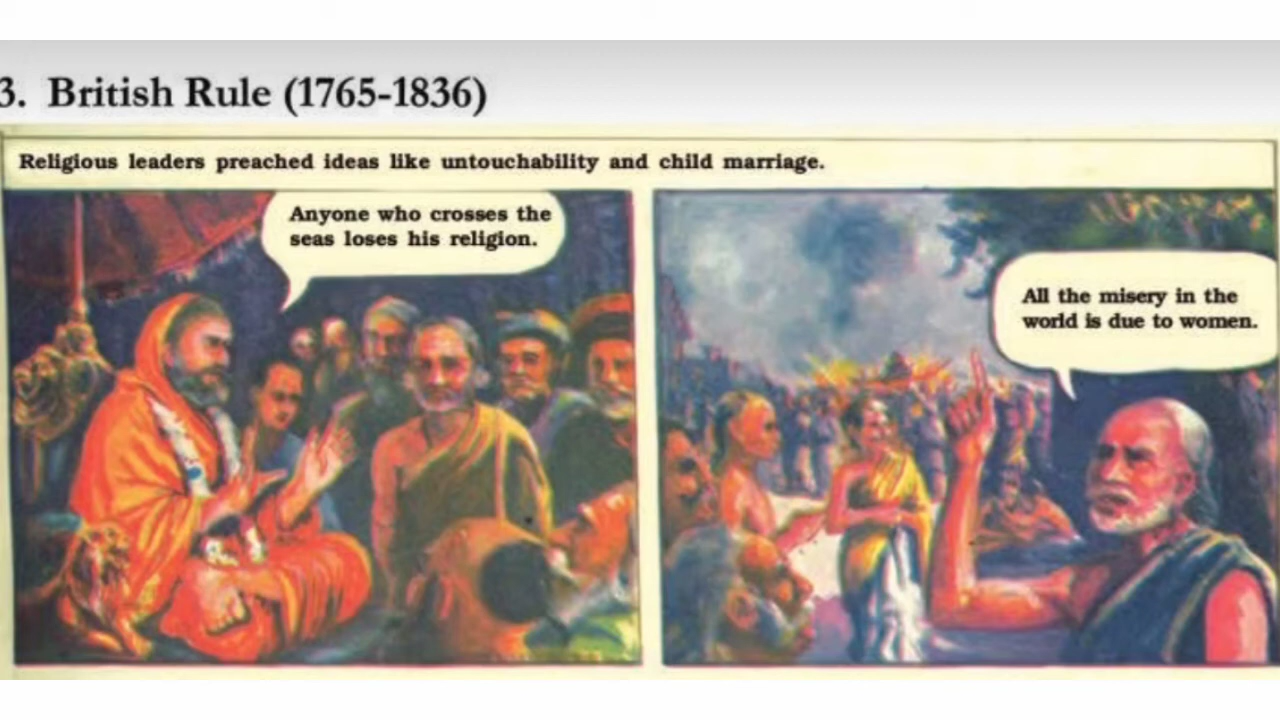 3. British Rule (1765-1836)
Religious leaders preached ideas like untouchability and child marriage.
Anyone who crosses the
seas loses his religion.
All the misery in the
world is due to women.